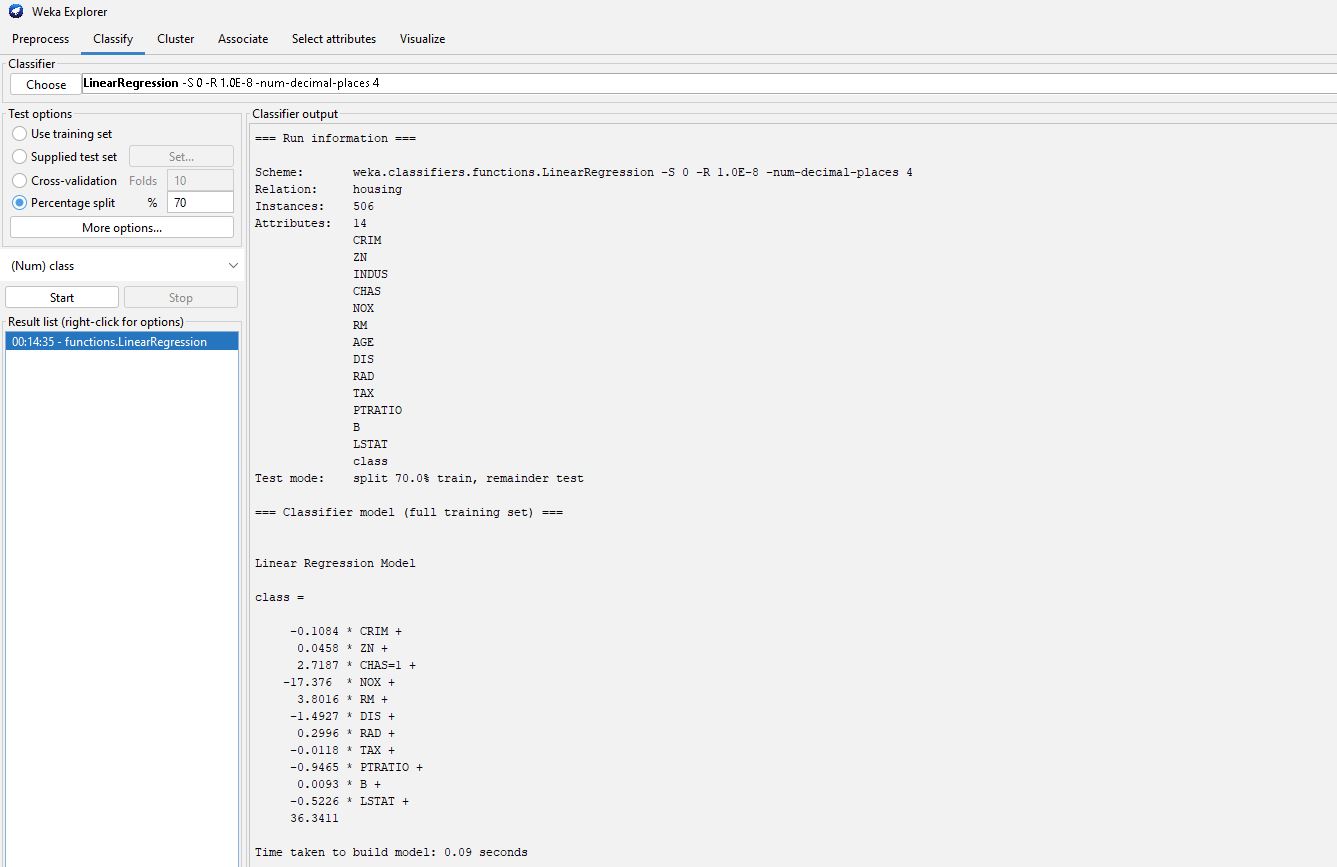 Weka Explorer
Preprocess Classify Cluster Associate Select attributes Visualize
Classifier
Choose LinearRegression -S 0 -R 1.0E-8 -num-decimal-places 4
Test options
Use training set
Supplied test set Set...
Cross-validation Folds 10
Percentage split % 70
More options...
(Num) class
Start Stop
Result list (right-click for options)
00:14:35 - functions.LinearRegression
Classifier output
=== Run information ===
Scheme: weka.classifiers.functions.LinearRegression -S 0 -R 1.0E-8 -num-decimal-places 4
Relation: housing
Instances: 506
Attributes: 14
CRIM
ZN
INDUS
CHAS
NOX
RM
AGE
DIS
RAD
TAX
PTRATIO
B
LSTAT
class
Test mode: split 70.0% train, remainder test
=== Classifier model (full training set) ===
Linear Regression Model
class =
-0.1084 * CRIM +
0.0458 * ZN +
2.7187 * CHAS=1 +
-17.376 * NOX +
3.8016 * RM +
-1.4927 * DIS +
0.2996 * RAD +
-0.0118 * TAX +
-0.9465 * PTRATIO +
0.0093 * B +
-0.5226 * LSTAT +
36.3411
Time taken to build model: 0.09 seconds